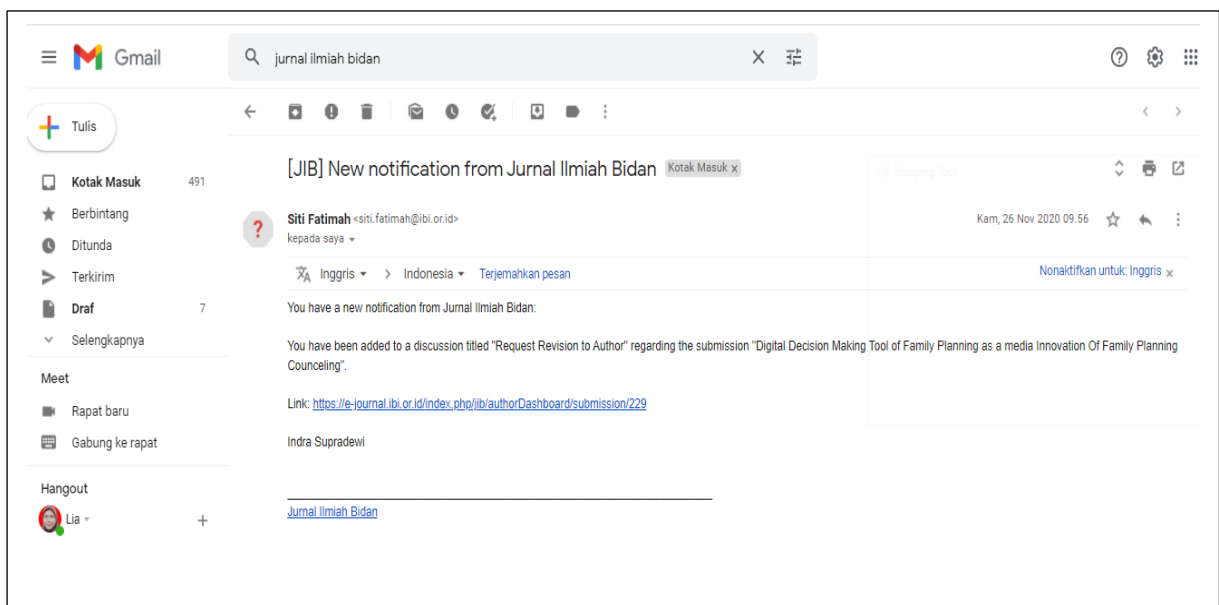 Gmail
jurnal ilmiah bidan
Tulis
Kotak Masuk 491
Berbintang
Ditunda
Terkirim
Draf 7
Selengkapnya
Meet
Rapat baru
Gabung ke rapat
Hangout
Lia
[JIB] New notification from Jurnal Ilmiah Bidan Kotak Masuk x
Snipping Tool
Siti Fatimah <siti.fatimah@ibi.or.id>
Kam, 26 Nov 2020 09.56
kepada saya
Inggris > Indonesia Terjemahkan pesan
Nonaktifkan untuk: Inggris x
You have a new notification from Jurnal Ilmiah Bidan:
You have been added to a discussion titled "Request Revision to Author" regarding the submission "Digital Decision Making Tool of Family Planning as a media Innovation Of Family Planning
Counceling".
Link: https://e-journal.ibi.or.id/index.php/jib/authorDashboard/submission/229
Indra Supradewi
Jurnal Ilmiah Bidan